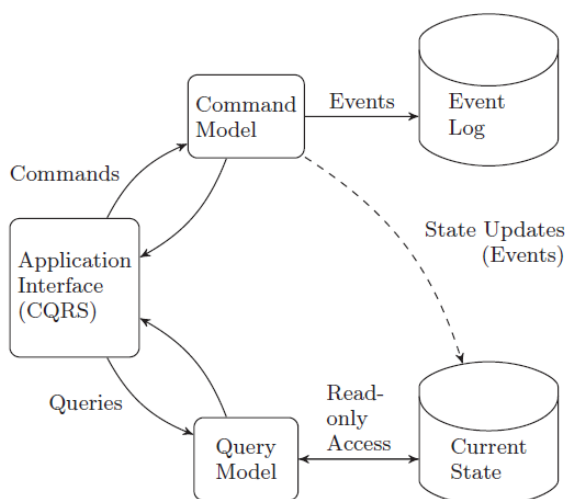 Command
Model
Events
Event
Log
Commands
State Updates
(Events)
Application
Interface
(CQRS)
Queries
Read-
only
Access
Query
Model
Current
State